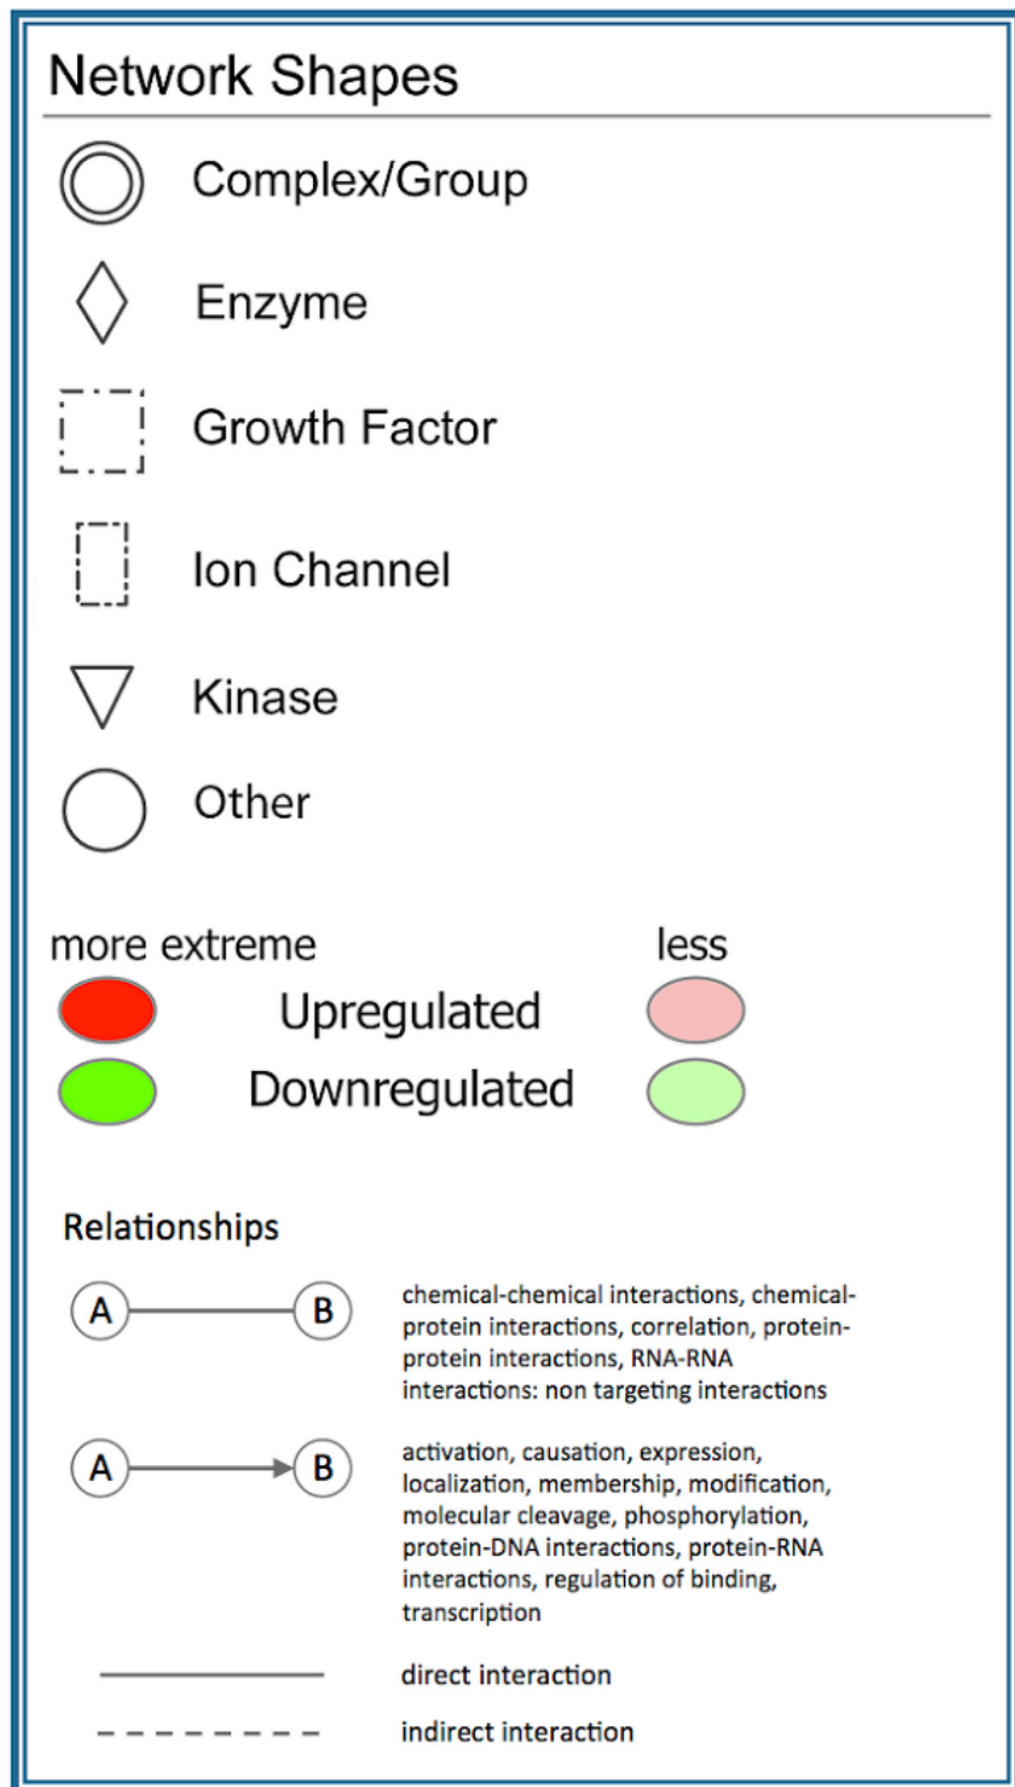 Network Shapes
Complex/Group
Enzyme
Growth Factor
Ion Channel
Kinase
Other
more extreme less
Upregulated
Downregulated
Relationships
A B
chemical-chemical interactions, chemical-
protein interactions, correlation, protein-
protein interactions, RNA-RNA
interactions: non targeting interactions
A B
activation, causation, expression,
localization, membership, modification,
molecular cleavage, phosphorylation,
protein-DNA interactions, protein-RNA
interactions, regulation of binding,
transcription
direct interaction
indirect interaction